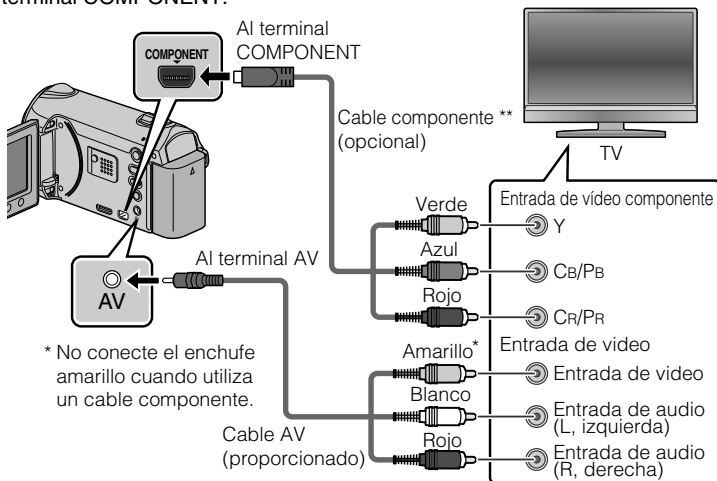 terminal COMPONENT.
Al terminal
COMPONENT
COMPONENT
Cable componente **
(opcional)
TV
Entrada de vídeo componente
Verde
Y
Azul
CB/PB
Rojo
CR/PR
Al terminal AV
AV
* No conecte el enchufe
amarillo cuando utiliza
un cable componente.
Entrada de video
Amarillo*
Entrada de video
Blanco
Entrada de audio
(L, izquierda)
Rojo
Entrada de audio
(R, derecha)
Cable AV
(proporcionado)